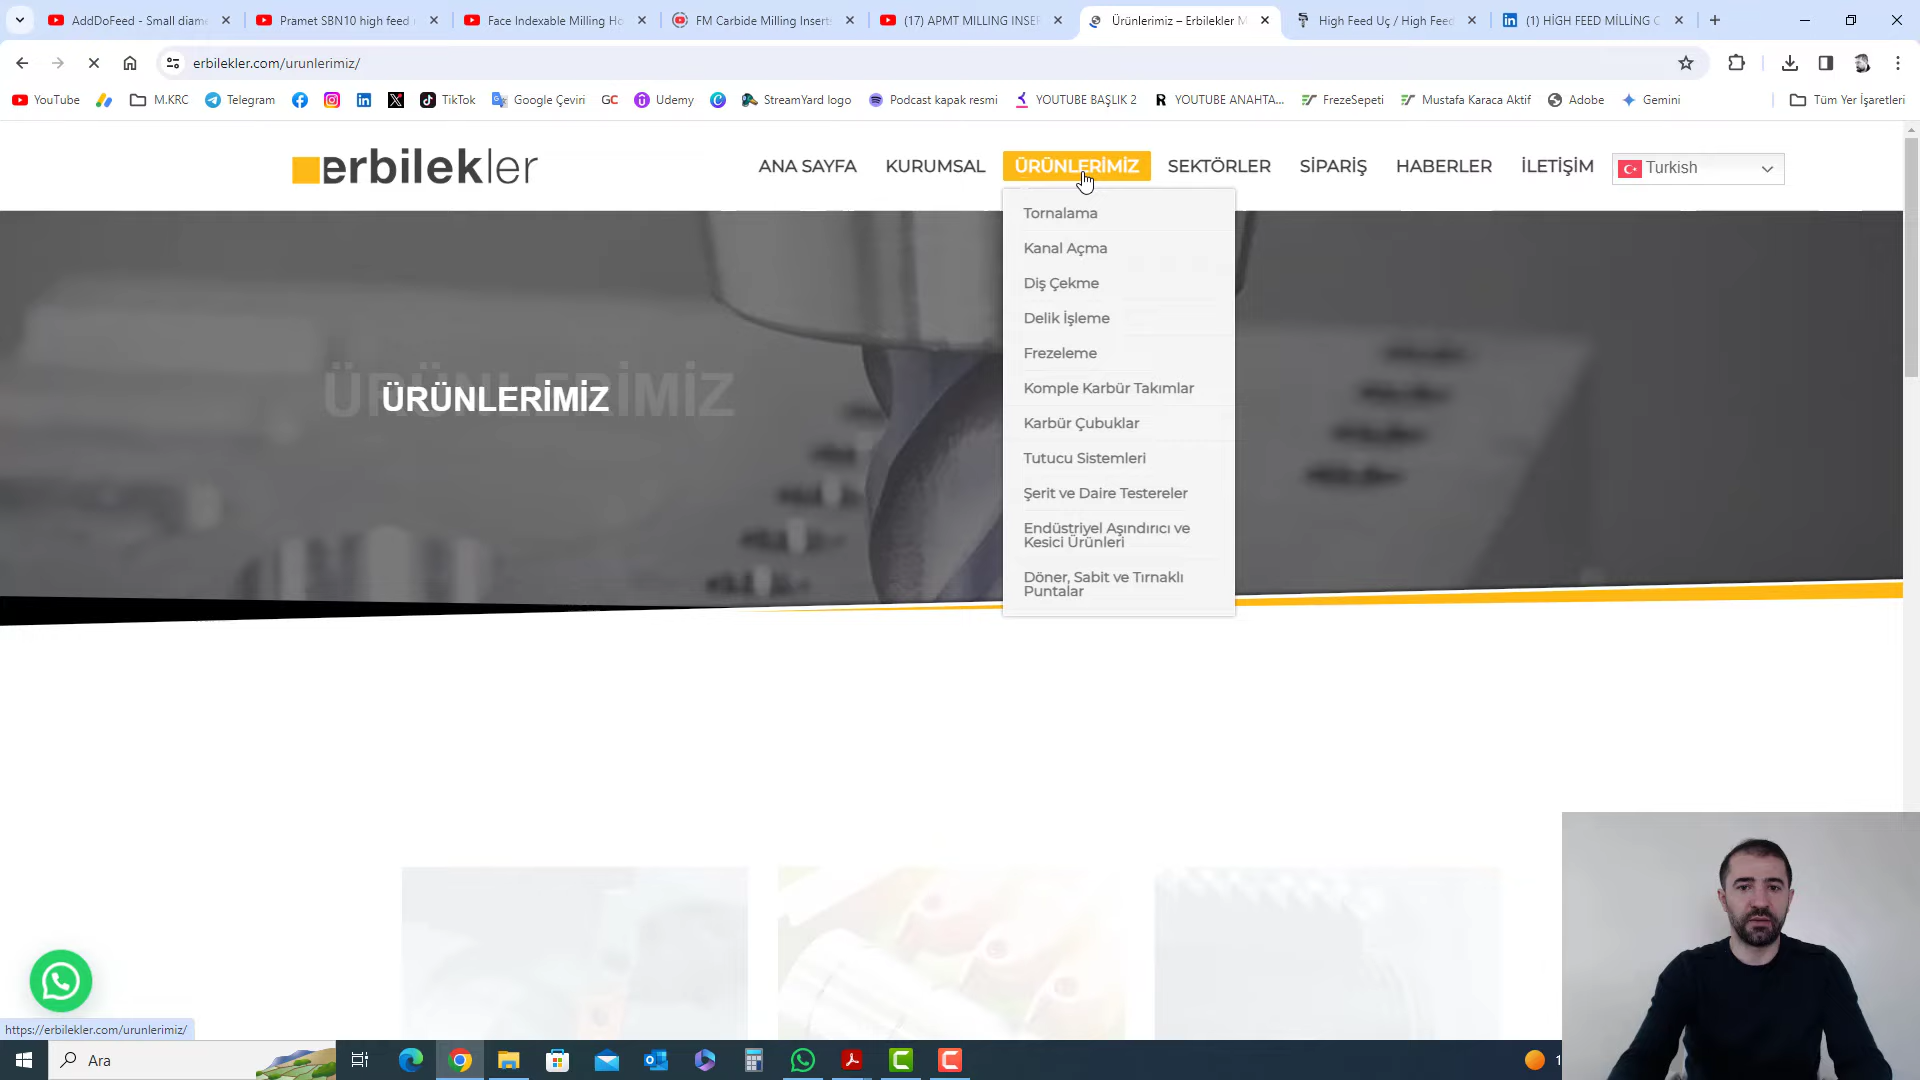 AddDoFeed - Small diame
Pramet SBN10 high feed
Face Indexable Milling Ho
FM Carbide Milling Inserts
(17) APMT MILLING INSER
Ürünlerimiz – Erbilekler M
High Feed Uç / High Feed
(1) HİGH FEED MİLLİNG
erbilekler.com/urunlerimiz/
YouTube
M.KRC
Telegram
TikTok
Google Çeviri
GC
Udemy
StreamYard logo
Podcast kapak resmi
YOUTUBE BAŞLIK 2
YOUTUBE ANAHTA...
FrezeSepeti
Mustafa Karaca Aktif
Adobe
Gemini
Tüm Yer İşaretleri
erbilekler
ANA SAYFA
KURUMSAL
ÜRÜNLERİMİZ
SEKTÖRLER
SİPARİŞ
HABERLER
İLETİŞİM
Turkish
Tornalama
Kanal Açma
Diş Çekme
Delik İşleme
Frezeleme
Komple Karbür Takımlar
Karbür Çubuklar
Tutucu Sistemleri
Şerit ve Daire Testereler
Endüstriyel Aşındırıcı ve
Kesici Ürünleri
Döner, Sabit ve Tırnaklı
Puntalar
ÜRÜNLERİMİZ
ÜRÜNLERİMİZ
https://erbilekler.com/urunlerimiz/
Ara
1